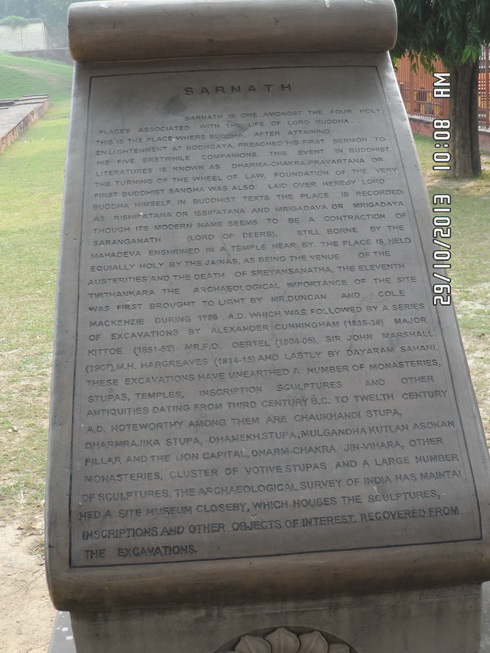 SARNATH
SARNATH IS ONE AMONGST THE FOUR HOLY
PLACES ASSOCIATED WITH THE LIFE OF LORD BUDDHA.
THIS IS THE PLACE WHERE BUDDHA, AFTER ATTAINING
ENLIGHTENMENT AT BODHGAYA, PREACHED HIS FIRST SERMON TO
HIS FIVE ERSTWHILE COMPANIONS. THIS EVENT IN BUDDHIST
LITERATURES IS KNOWN AS DHARMA-CHAKRA-PRAVARTANA OR
THE TURNING OF THE WHEEL OF LAW. FOUNDATION OF THE VERY
FIRST BUDDHIST SANGHA WAS ALSO LAID OVER HEREBY LORD
BUDDHA HIMSELF. IN BUDDHIST TEXTS THE PLACE IS RECORDED
AS RISHIPATANA OR ISSIPATANA AND MRIGADAVA OR MRIGADAYA
THOUGH ITS MODERN NAME SEEMS TO BE A CONTRACTION OF
SARANGANATH (LORD OF DEERS). STILL BORNE BY THE
MAHADEVA ENSHRINED IN A TEMPLE NEAR BY. THE PLACE IS HELD
EQUIALLY HOLY BY THE JAINAS, AS BEING THE VENUE OF THE
AUSTERITIES AND THE DEATH OF SREYANSANATHA, THE ELEVENTH
TIRTHANKARA. THE ARCHAEOLOGICAL IMPORTANCE OF THE SITE
WAS FIRST BROUGHT TO LIGHT BY MR. DUNCAN AND COLE
MACKENZIE DURING 1798 A.D. WHICH WAS FOLLOWED BY A SERIES
OF EXCAVATIONS BY ALEXANDER CUNNINGHAM (1835-36) MAJOR
KITTOE (1851-52) MR.F.O. OERTEL (1904-05), SIR JOHN MARSHALL
(1907), M.H. HARGREAVES (1914-15) AND LASTLY BY DAYARAM SAHANI.
THESE EXCAVATIONS HAVE UNEARTHED A NUMBER OF MONASTERIES,
STUPAS, TEMPLES, INSCRIPTION SCULPTURES AND OTHER
ANTIQUITIES DATING FROM THIRD CENTURY B.C. TO TWELTH CENTURY
A.D. NOTEWORTHY AMONG THEM ARE CHAUKHANDI STUPA,
DHARMRAJIKA STUPA, DHAMEKH.STUPA, MULGANDHA KUTI,AN ASOKAN
PILLAR AND THE LION CAPITAL, DHARM-CHAKRA JIN-VIHARA, OTHER
MONASTERIES, CLUSTER OF VOTIVE STUPAS AND A LARGE NUMBER
OF SCULPTURES. THE ARCHAEOLOGICAL SURVEY OF INDIA HAS MAINTAI
NED A SITE MUSEUM CLOSEBY, WHICH HOUSES THE SCULPTURES,
INSCRIPTIONS AND OTHER OBJECTS OF INTEREST. RECOVERED FROM
THE EXCAVATIONS.
29/10/2013 10:08 AM